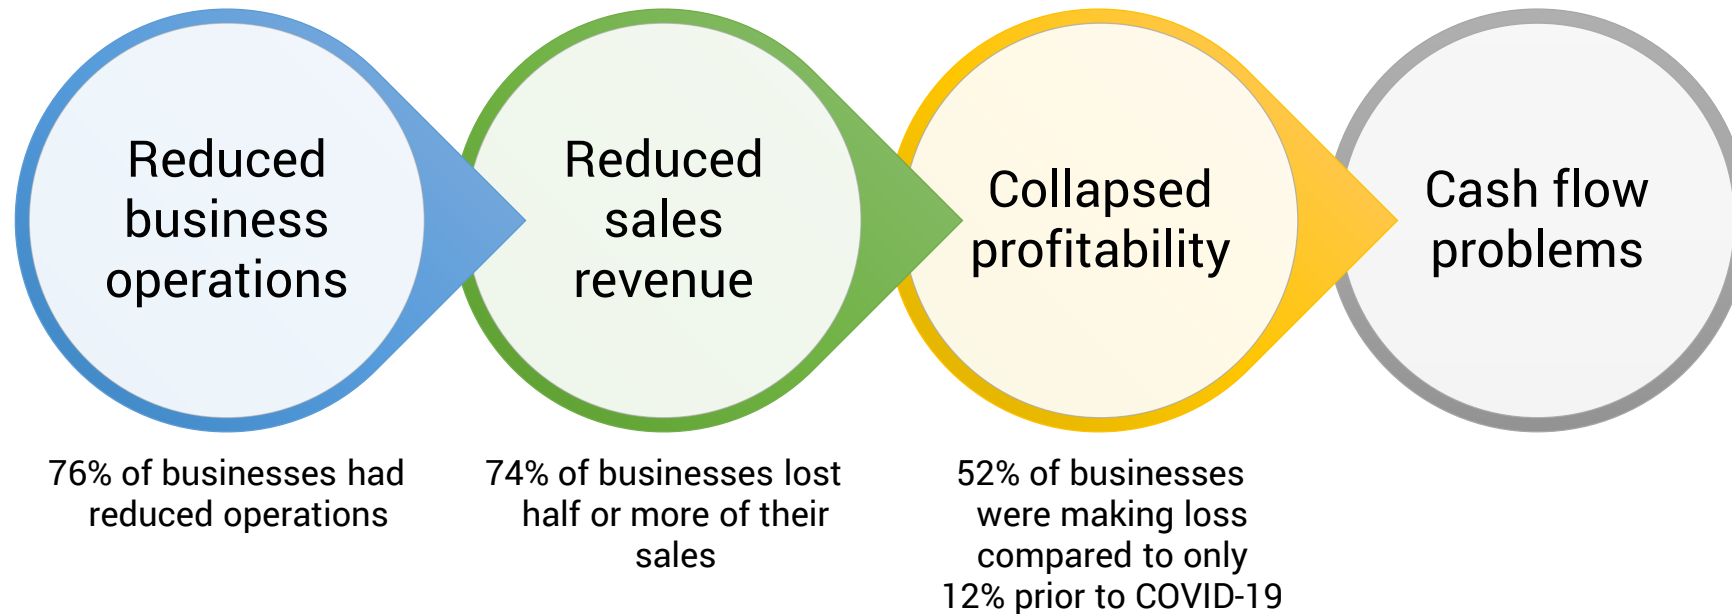 Reduced
business
operations
76% of businesses had
reduced operations
Reduced
sales
revenue
74% of businesses lost
half or more of their
sales
Collapsed
profitability
52% of businesses
were making loss
compared to only
12% prior to COVID-19
Cash flow
problems